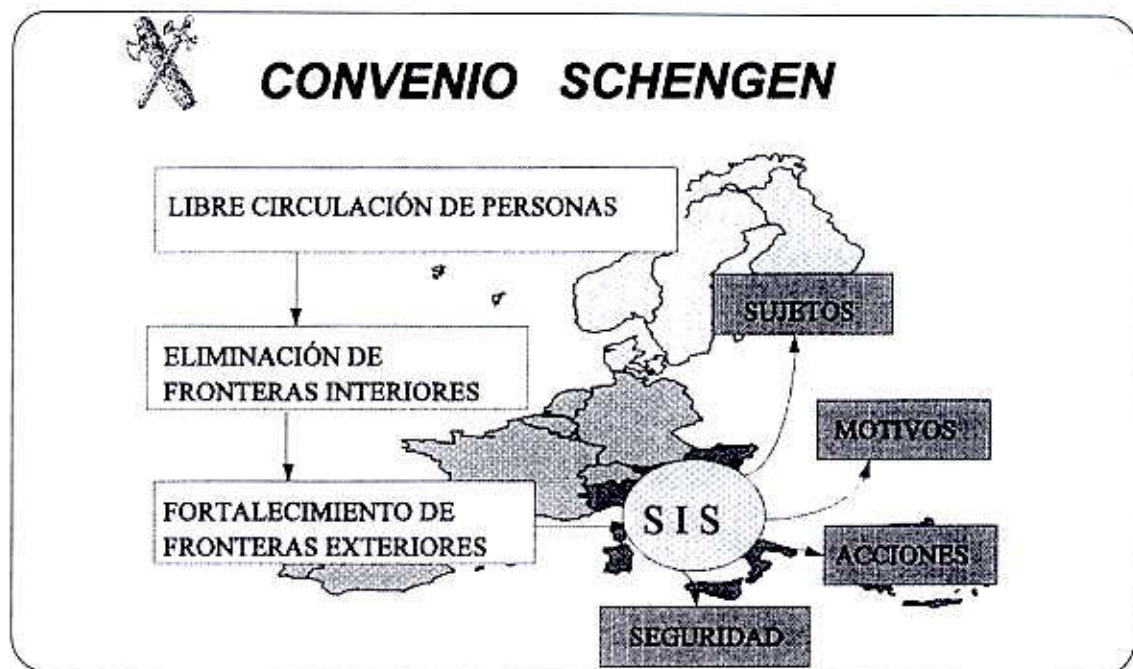 CONVENIO SCHENGEN
LIBRE CIRCULACIÓN DE PERSONAS
ELIMINACIÓN DE
FRONTERAS INTERIORES
FORTALECIMIENTO DE
FRONTERAS EXTERIORES
SIS
SUJETOS
MOTIVOS
ACCIONES
SEGURIDAD